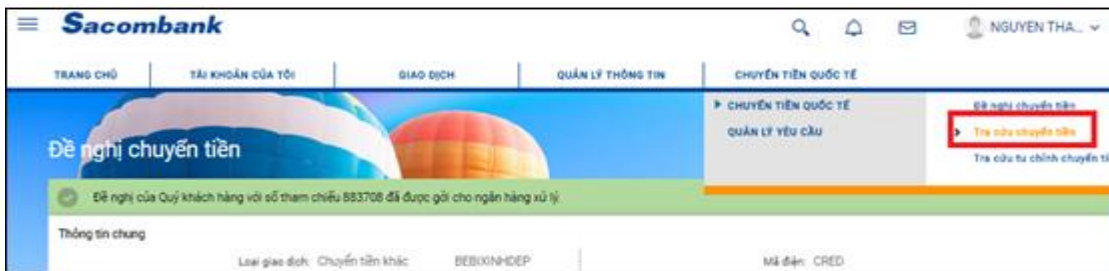 Sacombank
NGUYEN THA...
TRANG CHỦ
TÀI KHOẢN CỦA TÔI
GIAO DỊCH
QUẢN LÝ THÔNG TIN
CHUYỂN TIỀN QUỐC TẾ
CHUYỂN TIỀN QUỐC TẾ
Đề nghị chuyển tiền
QUẢN LÝ YÊU CẦU
Tra cứu chuyển tiền
Tra cứu tu chỉnh chuyển
Đề nghị chuyển tiền
Đề nghị của Quý khách hàng với số tham chiếu 883708 đã được gởi cho ngân hàng xử lý.
Thông tin chung
Loại giao dịch: Chuyển tiền khác
BEBIXINHDEP
Mã điện: CRED